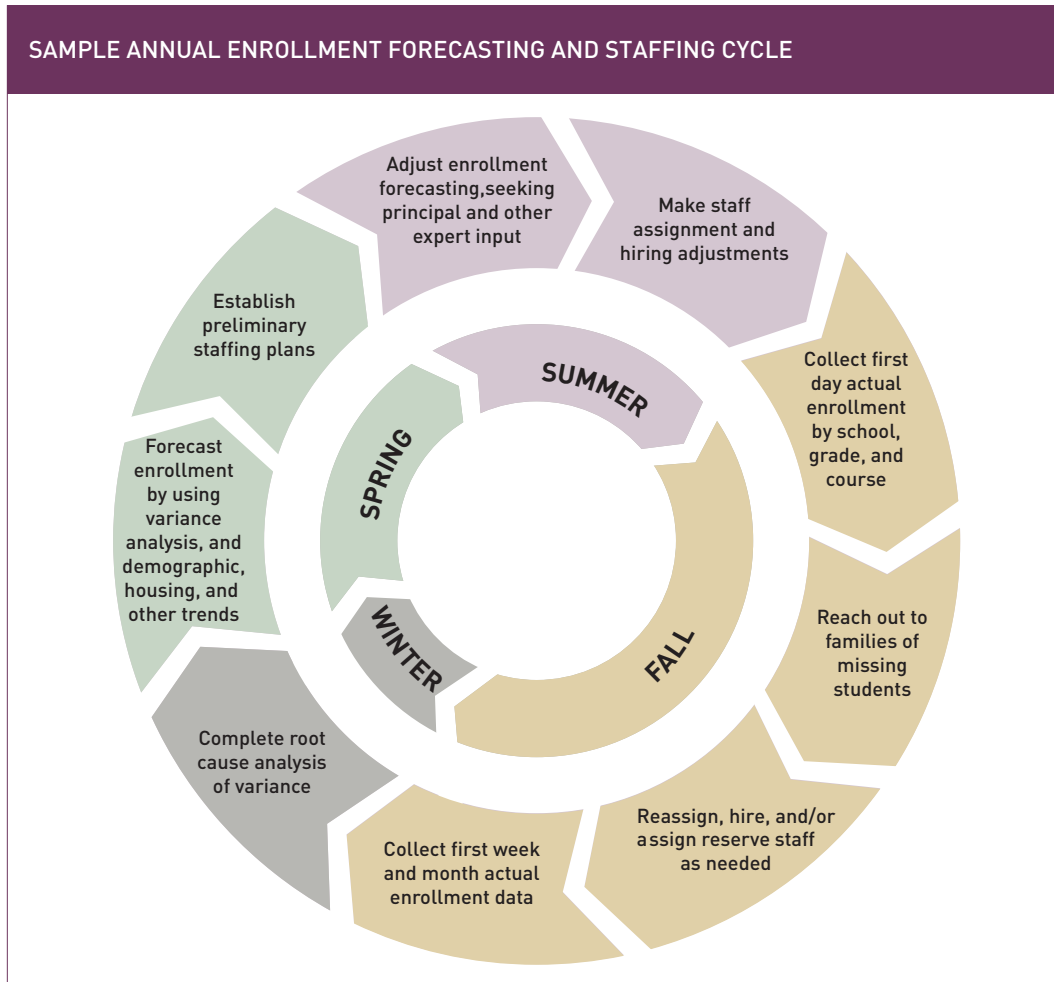 SAMPLE ANNUAL ENROLLMENT FORECASTING AND STAFFING CYCLE
Adjust enrollment
forecasting,seeking
principal and other
expert input
Make staff
assignment and
hiring adjustments
Collect first
day actual
enrollment
by school,
grade, and
course
Reach out to
families of
missing
students
Reassign, hire, and/or
assign reserve staff
as needed
Collect first week
and month actual
enrollment data
Complete root
cause analysis
of variance
Forecast
enrollment
by using
variance
analysis, and
demographic,
housing, and
other trends
Establish
preliminary
staffing plans
SUMMER
FALL
WINTER
SPRING